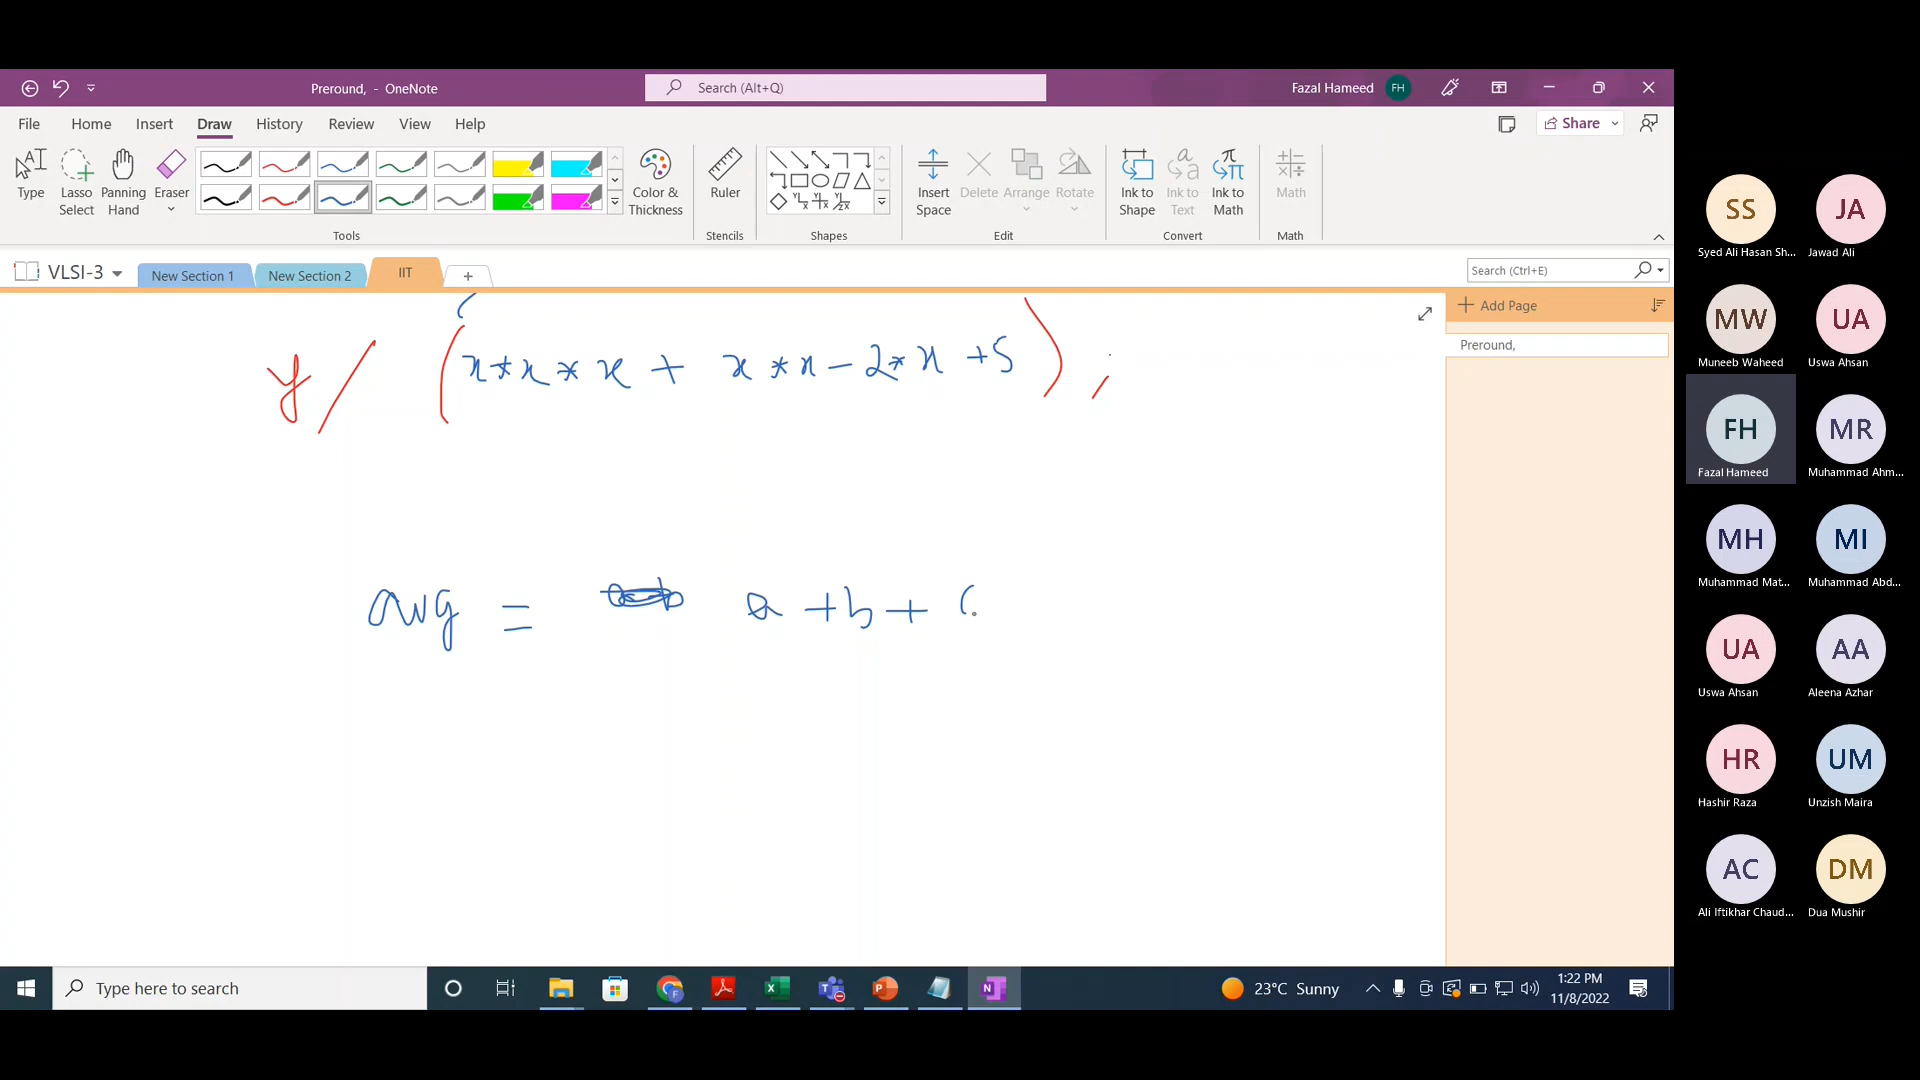 Preround, - OneNote
Search (Alt+Q)
Fazal Hameed FH
File Home Insert Draw History Review View Help
Share
Type
Lasso Select
Panning Hand
Eraser
Color & Thickness
Ruler
Insert Space
Delete
Arrange
Rotate
Ink to Shape
Ink to Text
Ink to Math
Math
Tools Stencils Shapes Edit Convert Math
VLSI-3 New Section 1 New Section 2 IIT +
Search (Ctrl+E)
Add Page
Preround,
y / (x*x*x + x*x-2*x+5);
avg = a+b+c
SS JA
Syed Ali Hasan Sh... Jawad Ali
MW UA
Muneeb Waheed Uswa Ahsan
FH MR
Fazal Hameed Muhammad Ahm...
MH MI
Muhammad Mat... Muhammad Abd...
UA AA
Uswa Ahsan Aleena Azhar
HR UM
Hashir Raza Unzish Maira
AC DM
Ali Iftikhar Chaud... Dua Mushir
Type here to search
23°C Sunny
1:22 PM
11/8/2022